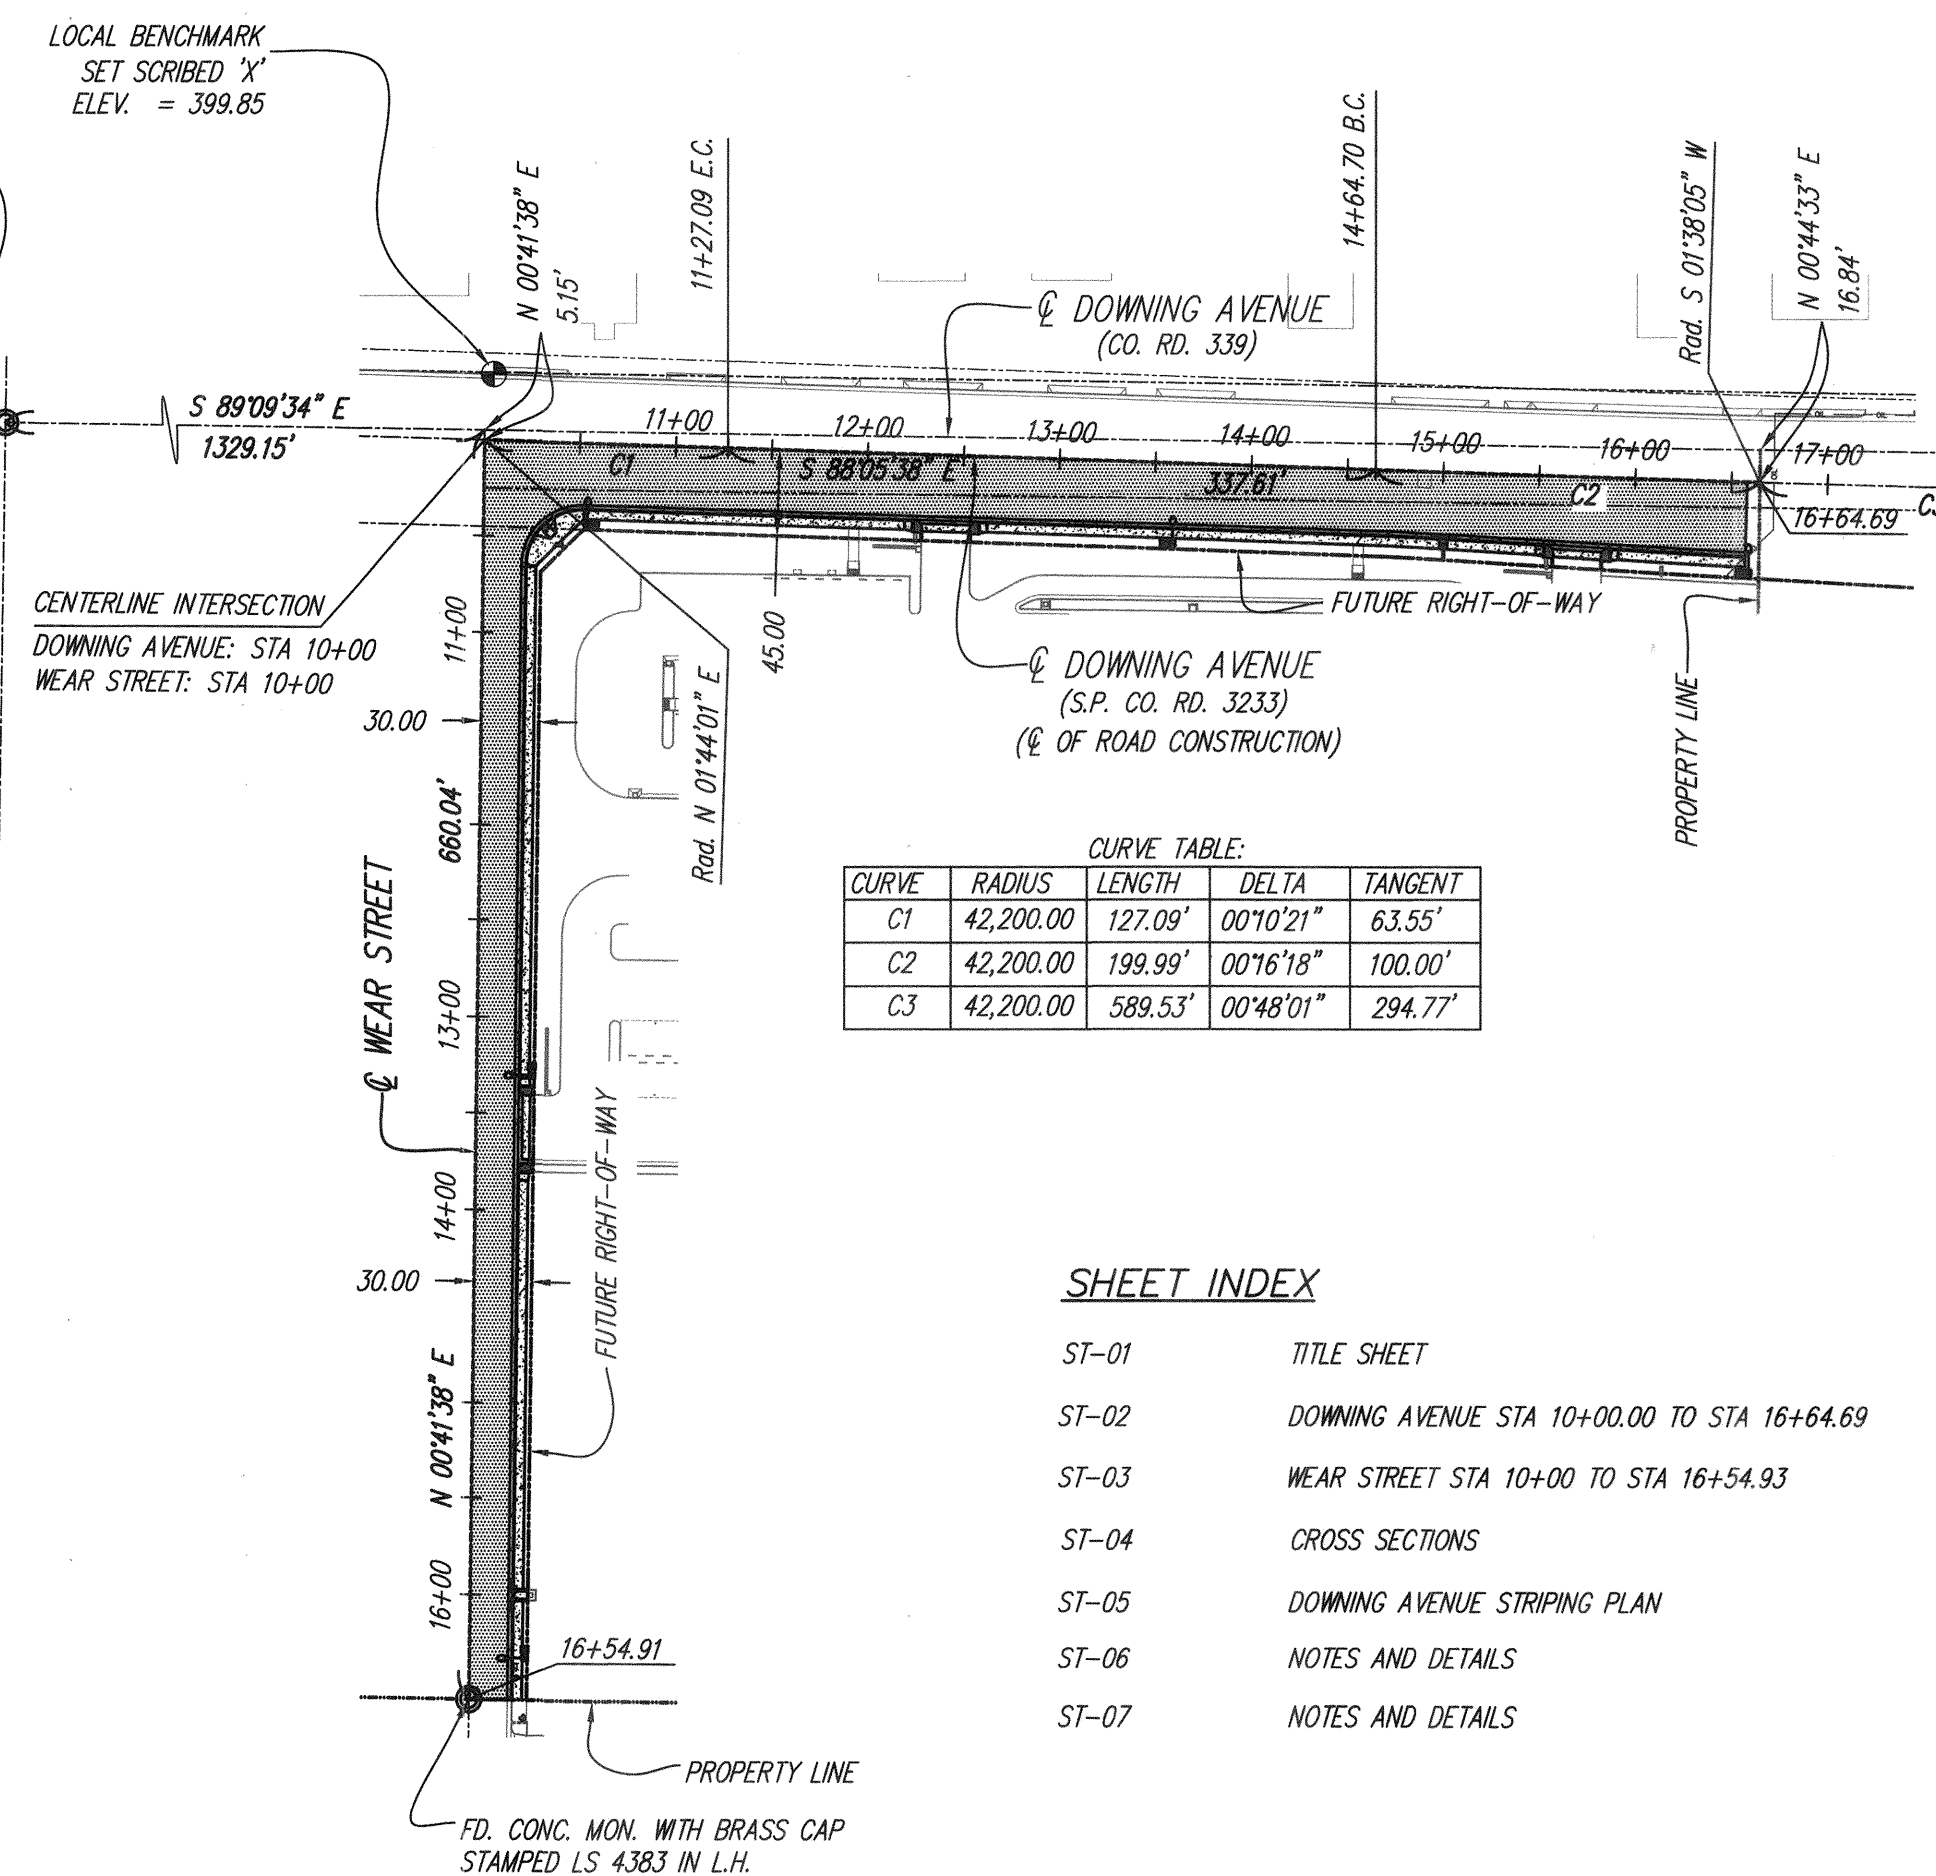 LOCAL BENCHMARK
SET SCRIBED 'X'
ELEV. = 399.85
N 00°41'38" E
5.15'
11+27.09 E.C.
14+64.70 B.C.
Rad. S 01°38'05" W
N 00°44'33" E
16.84'
℄ DOWNING AVENUE
(CO. RD. 339)
S 89°09'34" E
1329.15'
11+00
12+00
13+00
14+00
15+00
16+00
17+00
C1
S 88°05'38" E
337.61'
C2
C3
16+64.69
CENTERLINE INTERSECTION
DOWNING AVENUE: STA 10+00
WEAR STREET: STA 10+00
11+00
45.00
FUTURE RIGHT-OF-WAY
℄ DOWNING AVENUE
(S.P. CO. RD. 3233)
(℄ OF ROAD CONSTRUCTION)
PROPERTY LINE
30.00
Rad. N 01°44'01" E
660.04'
℄ WEAR STREET
13+00
CURVE TABLE:
CURVE RADIUS LENGTH DELTA TANGENT
C1 42,200.00 127.09' 00°10'21" 63.55'
C2 42,200.00 199.99' 00°16'18" 100.00'
C3 42,200.00 589.53' 00°48'01" 294.77'
14+00
30.00
FUTURE RIGHT-OF-WAY
N 00°41'38" E
16+00
16+54.91
PROPERTY LINE
FD. CONC. MON. WITH BRASS CAP
STAMPED LS 4383 IN L.H.
SHEET INDEX
ST-01 TITLE SHEET
ST-02 DOWNING AVENUE STA 10+00.00 TO STA 16+64.69
ST-03 WEAR STREET STA 10+00 TO STA 16+54.93
ST-04 CROSS SECTIONS
ST-05 DOWNING AVENUE STRIPING PLAN
ST-06 NOTES AND DETAILS
ST-07 NOTES AND DETAILS